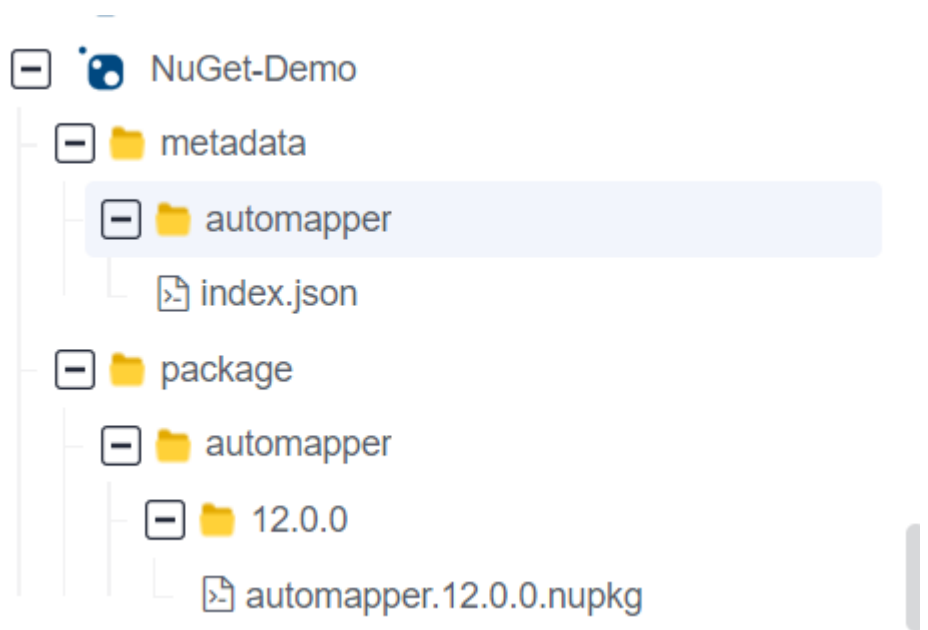 NuGet-Demo
metadata
automapper
index.json
package
automapper
12.0.0
automapper.12.0.0.nupkg